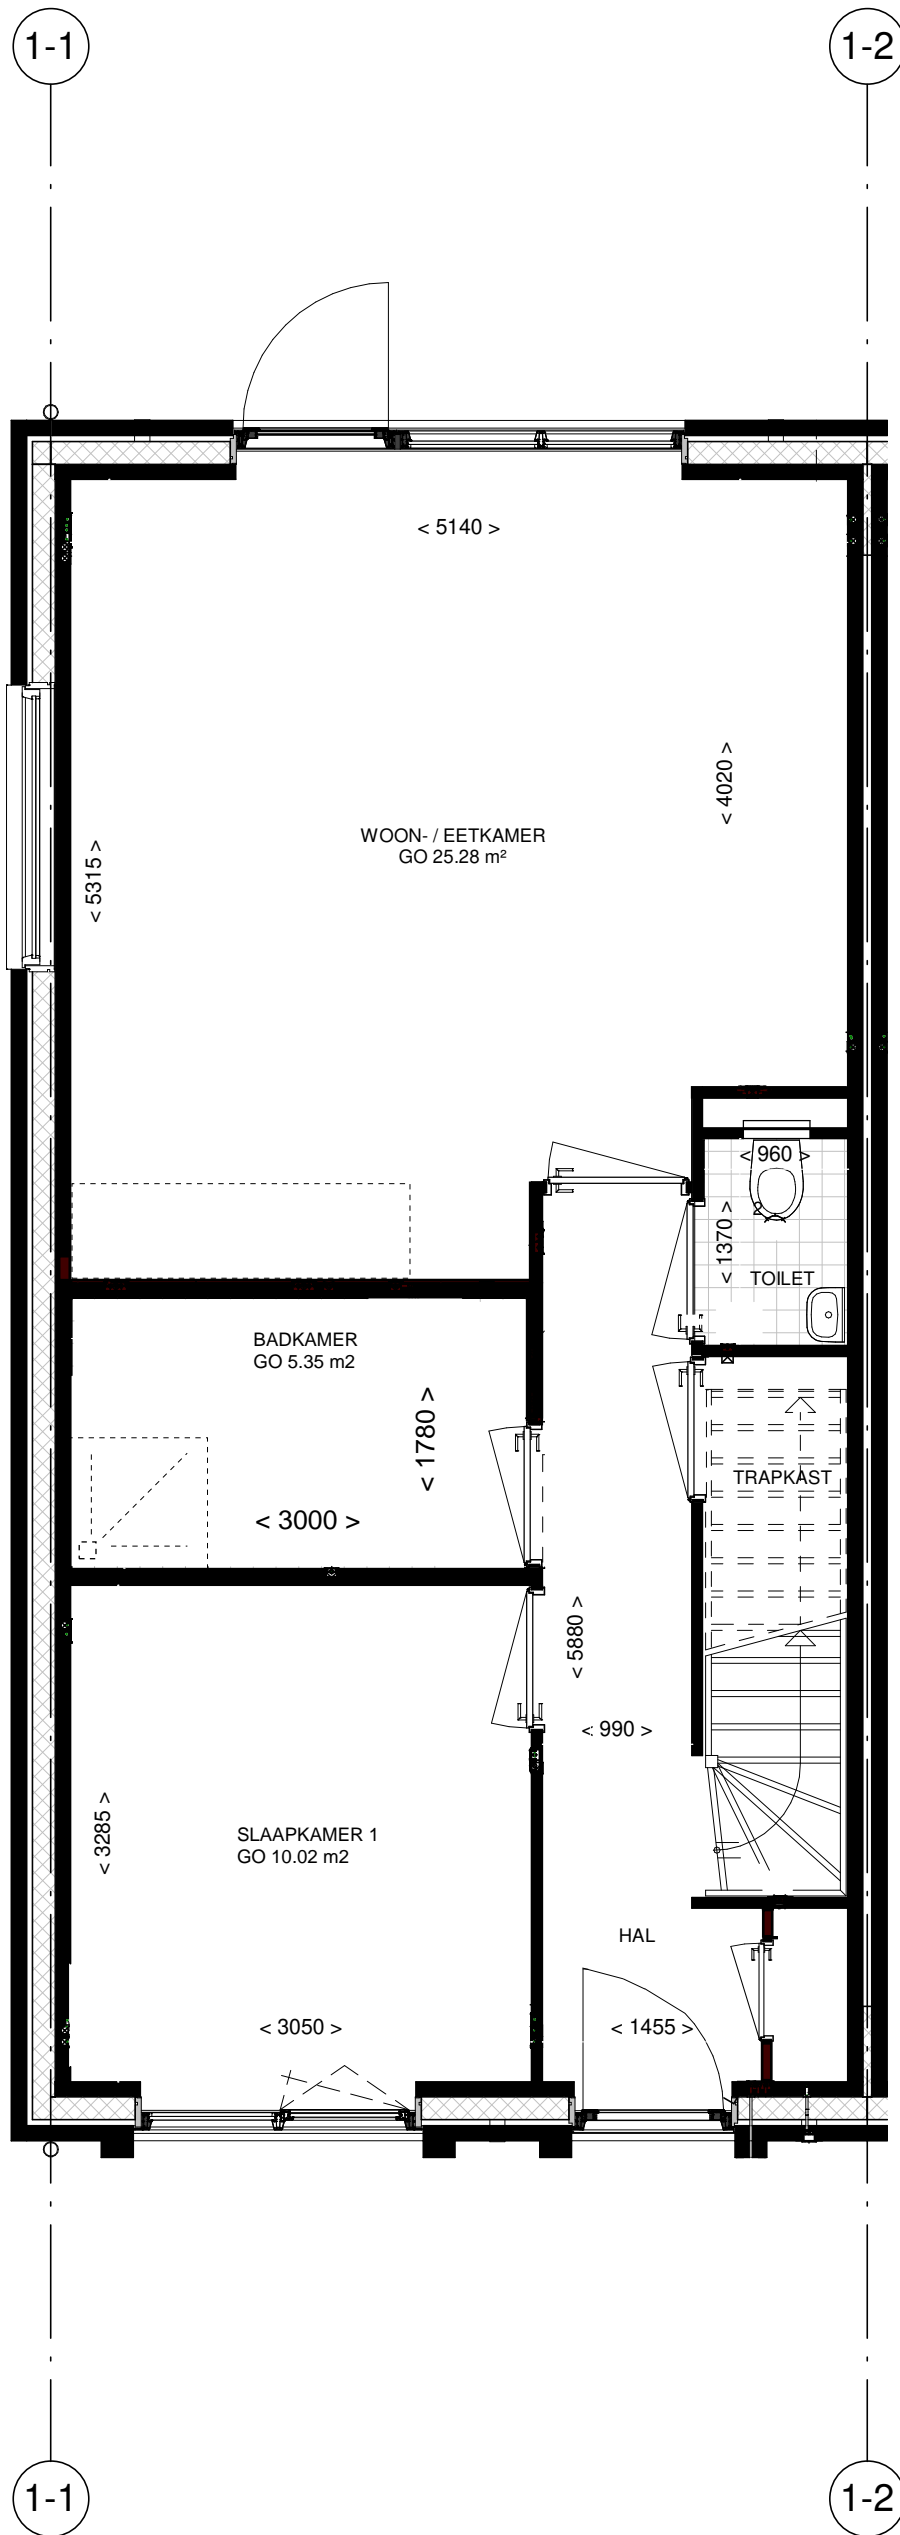 1-1
1-2
< 5140 >
< 4020 >
WOON- / EETKAMER
GO 25.28 m²
< 5315 >
< 960 >
< 1370 >
TOILET
BADKAMER
GO 5.35 m2
< 1780 >
< 3000 >
TRAPKAST
< 5880 >
< 990 >
< 3285 >
SLAAPKAMER 1
GO 10.02 m2
HAL
< 3050 >
< 1455 >
1-1
1-2